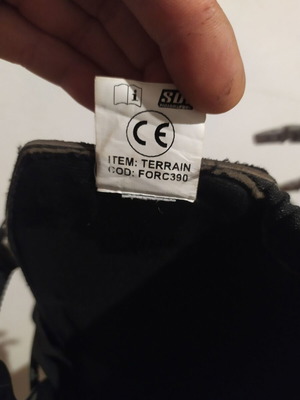 i
CE
ITEM: TERRAIN
COD: FORC390